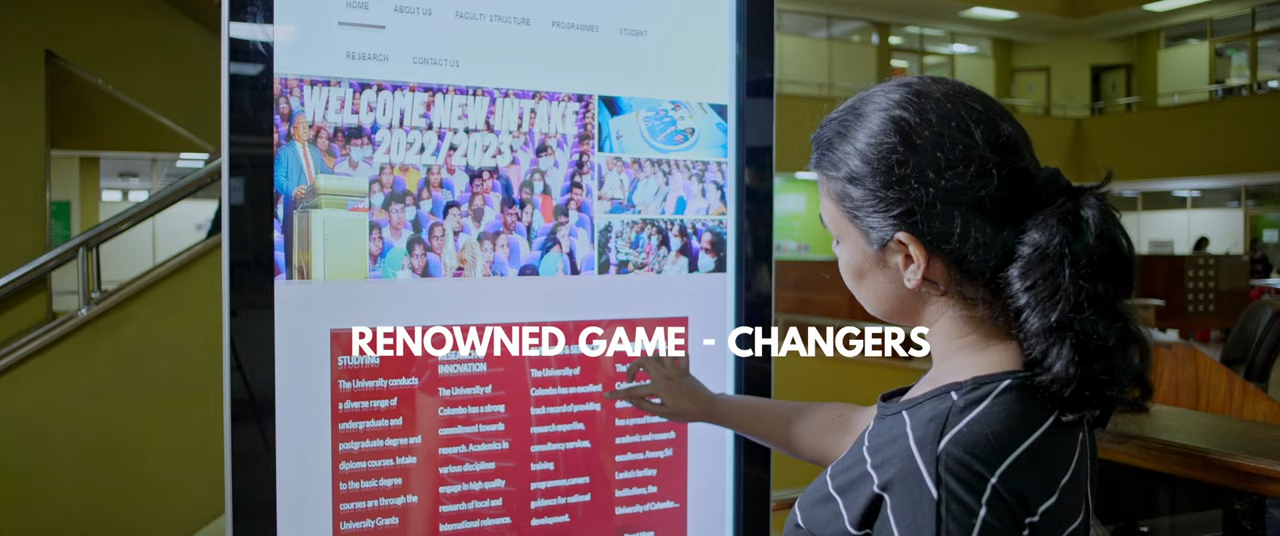 HOME ABOUT US FACULTY STRUCTURE PROGRAMMES STUDENT
RESEARCH CONTACT US
WELCOME NEW INTAKE
2022/2023
RENOWNED GAME - CHANGERS
STUDYING
The University conducts
a diverse range of
undergraduate and
postgraduate degree and
diploma courses. Intake
to the basic degree
courses are through the
University Grants
INNOVATION
The University of
Colombo has a strong
commitment towards
research. Academics in
various disciplines
engage in high quality
research of local and
international relevance.
The University of
Colombo has an excellent
track record of providing
research expertise,
consultancy services,
training
programmes,careers
guidance for national
development.
has a proud
academic and research
excellence. Among Sri
Lanka's tertiary
institutions, the
University of Colombo ...